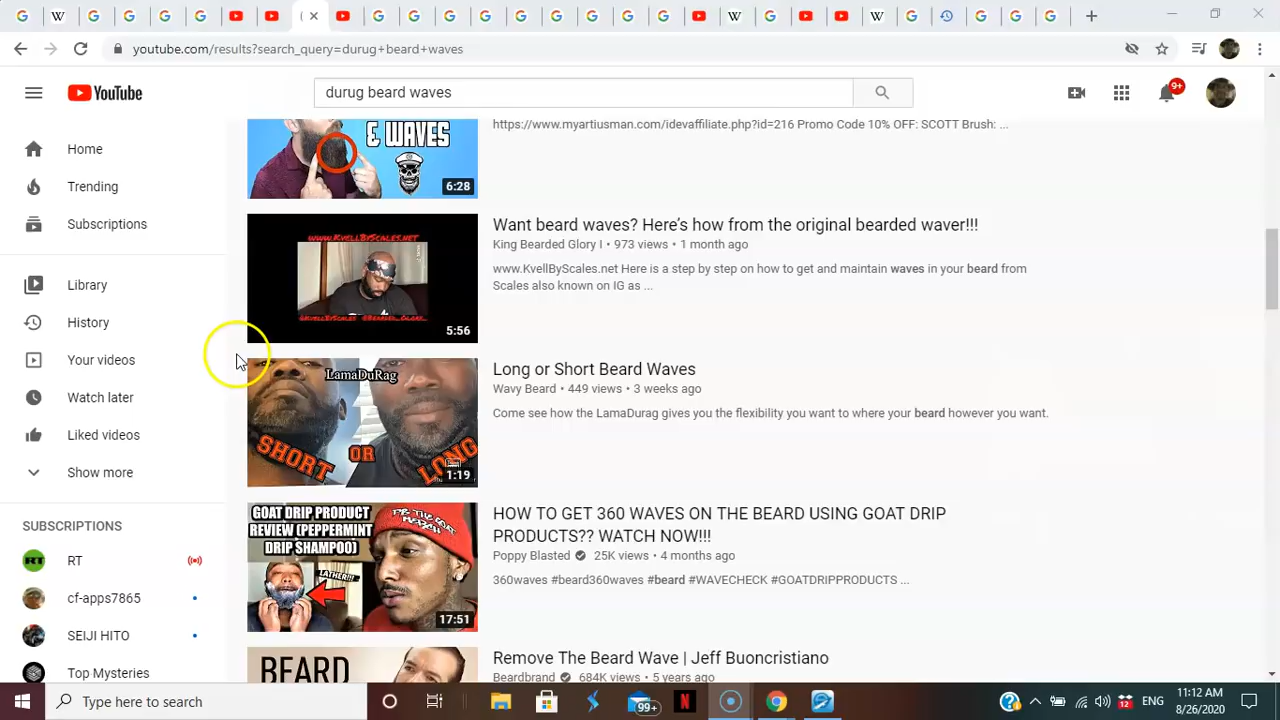 youtube.com/results?search_query=durug+beard+waves
YouTube
durug beard waves
9+
Home
Trending
Subscriptions
Library
History
Your videos
Watch later
Liked videos
Show more
SUBSCRIPTIONS
RT
cf-apps7865
SEIJI HITO
Top Mysteries
& WAVES
6:28
https://www.myartiusman.com/idevaffiliate.php?id=216 Promo Code 10% OFF: SCOTT Brush: ...
WWW.KVELLBYSCALES.NET
5:56
Want beard waves? Here's how from the original bearded waver!!!
King Bearded Glory I • 973 views • 1 month ago
www.KvellByScales.net Here is a step by step on how to get and maintain waves in your beard from
Scales also known on IG as ...
LamaDuRag
SHORT OR LONG
1:19
Long or Short Beard Waves
Wavy Beard • 449 views • 3 weeks ago
Come see how the LamaDurag gives you the flexibility you want to where your beard however you want.
GOAT DRIP PRODUCT
REVIEW (PEPPERMINT
DRIP SHAMPOO)
LATHER!!!
17:51
HOW TO GET 360 WAVES ON THE BEARD USING GOAT DRIP
PRODUCTS?? WATCH NOW!!!
Poppy Blasted 25K views • 4 months ago
360waves #beard360waves #beard #WAVECHECK #GOATDRIPPRODUCTS ...
BEARD
Remove The Beard Wave | Jeff Buoncristiano
Beardbrand 684K views • 5 years ago
Type here to search
99+
12
ENG
11:12 AM
8/26/2020